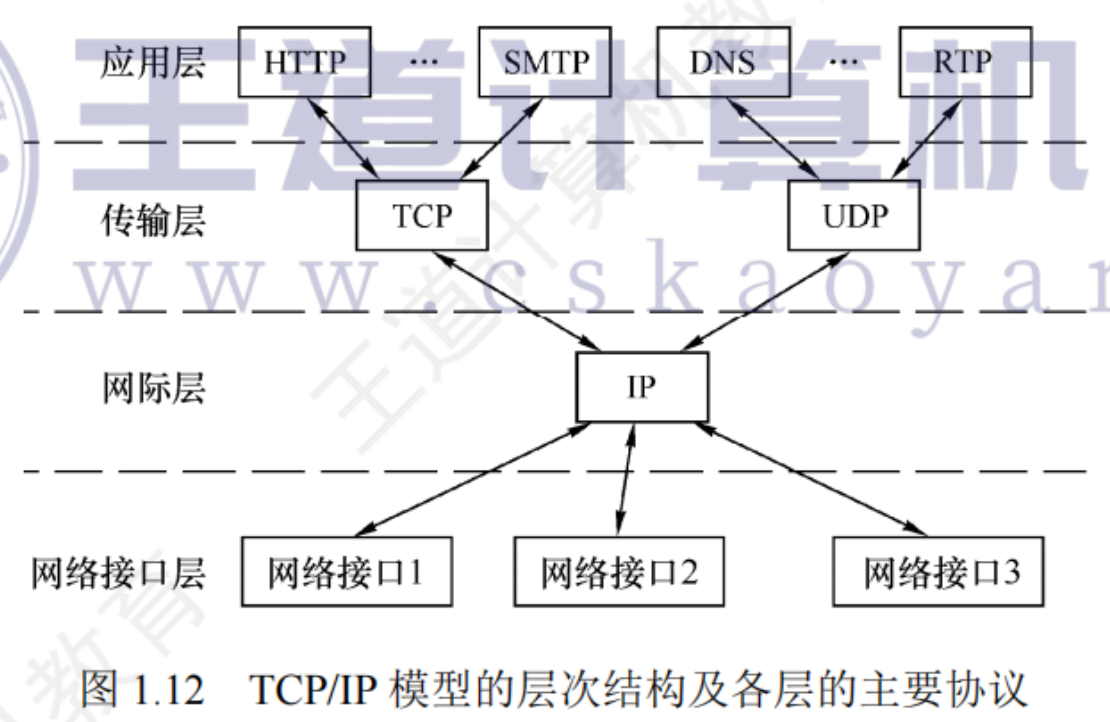 应用层 HTTP … SMTP DNS … RTP
王道计算机
传输层 TCP UDP
www.cskaoyan
网际层 IP
网络接口层 网络接口1 网络接口2 网络接口3
图 1.12 TCP/IP 模型的层次结构及各层的主要协议
王道计算机教育
教育